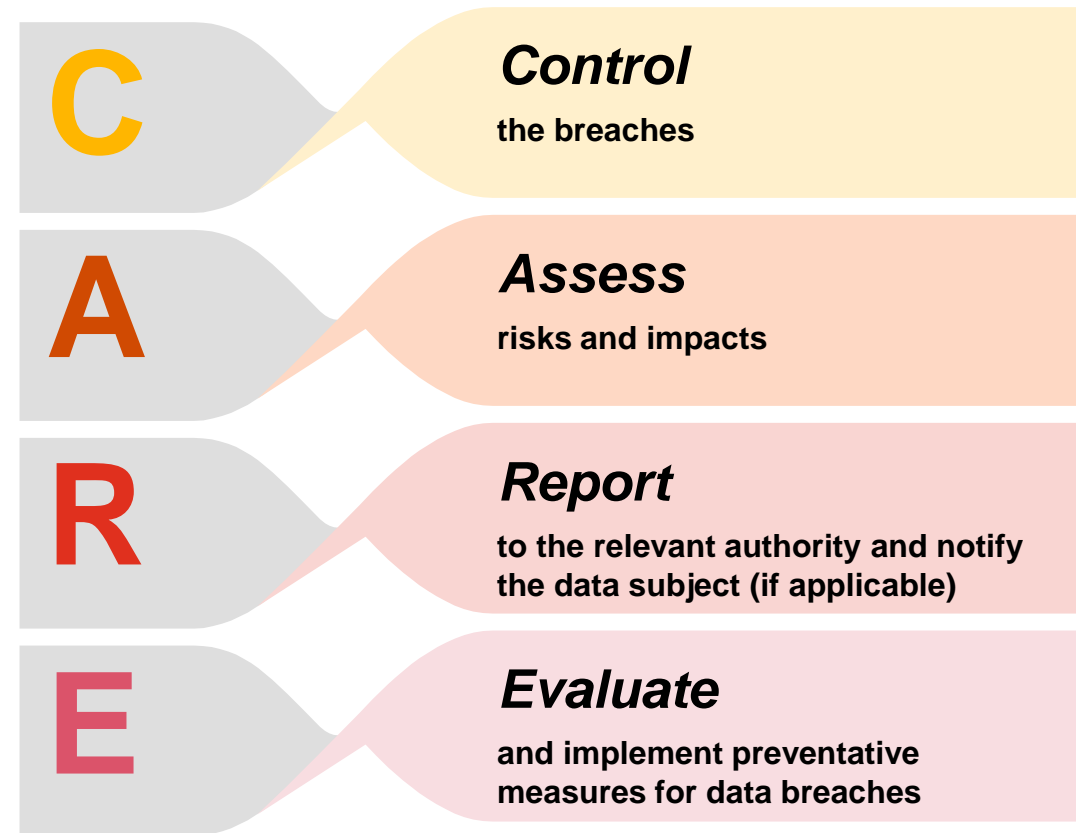 C
Control
the breaches
A
Assess
risks and impacts
R
Report
to the relevant authority and notify
the data subject (if applicable)
E
Evaluate
and implement preventative
measures for data breaches